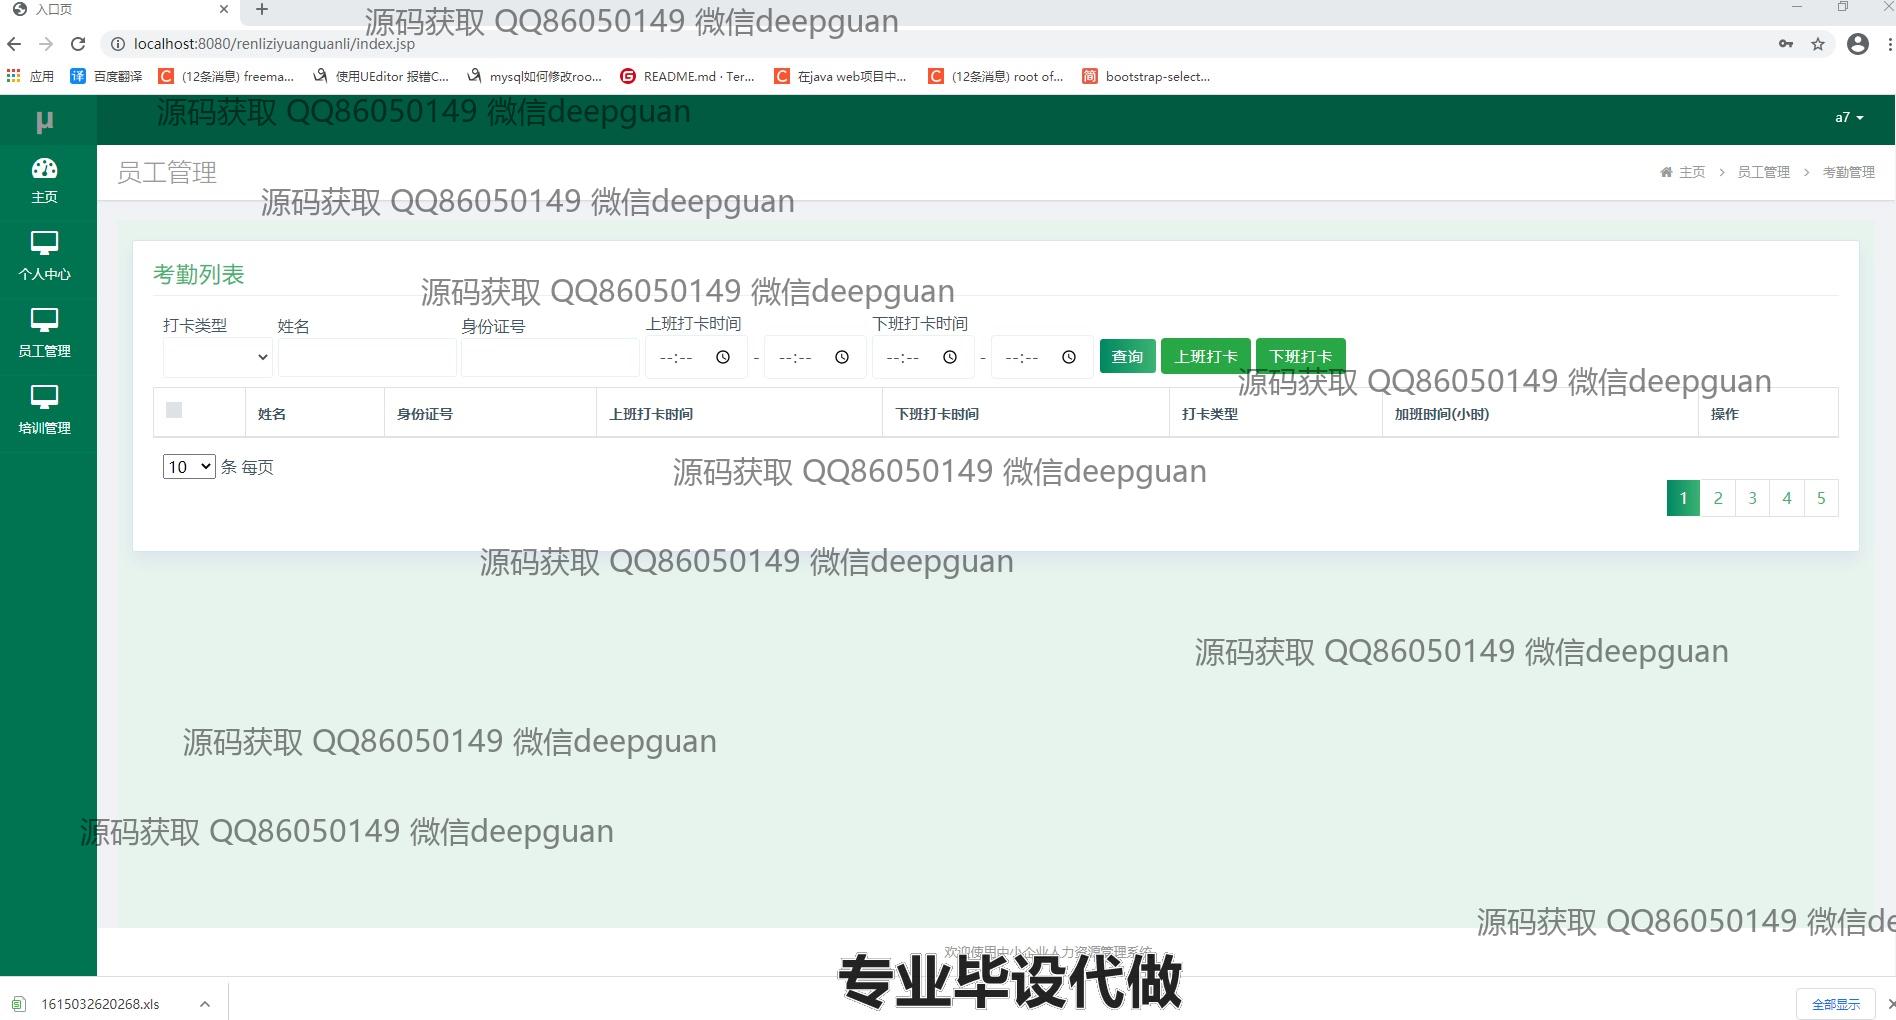 入口页
源码获取 QQ86050149 微信deepguan
localhost:8080/renliziyuanguanli/index.jsp
应用 百度翻译 (12条消息) freema... 使用UEditor 报错C... mysql如何修改roo... README.md · Ter... 在java web项目中... (12条消息) root of... bootstrap-select...
源码获取 QQ86050149 微信deepguan
μ
a7
主页
员工管理
主页 > 员工管理 > 考勤管理
源码获取 QQ86050149 微信deepguan
个人中心
员工管理
培训管理
考勤列表
源码获取 QQ86050149 微信deepguan
打卡类型 姓名 身份证号 上班打卡时间 下班打卡时间
--:-- - --:-- --:-- - --:-- 查询 上班打卡 下班打卡
源码获取 QQ86050149 微信deepguan
姓名 身份证号 上班打卡时间 下班打卡时间 打卡类型 加班时间(小时) 操作
10 条 每页
源码获取 QQ86050149 微信deepguan
1 2 3 4 5
源码获取 QQ86050149 微信deepguan
源码获取 QQ86050149 微信deepguan
源码获取 QQ86050149 微信deepguan
源码获取 QQ86050149 微信deepguan
源码获取 QQ86050149 微信de
欢迎使用中小企业人力资源管理系统
专业毕设代做
1615032620268.xls
全部显示